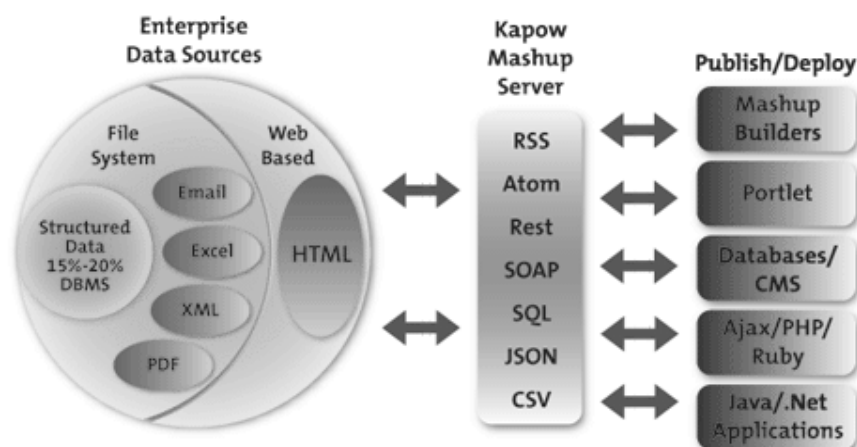 Enterprise
Data Sources
File
System
Web
Based
Email
Structured
Data
15%-20%
DBMS
Excel
HTML
XML
PDF
Kapow
Mashup
Server
RSS
Atom
Rest
SOAP
SQL
JSON
CSV
Publish/Deploy
Mashup
Builders
Portlet
Databases/
CMS
Ajax/PHP/
Ruby
Java/.Net
Applications